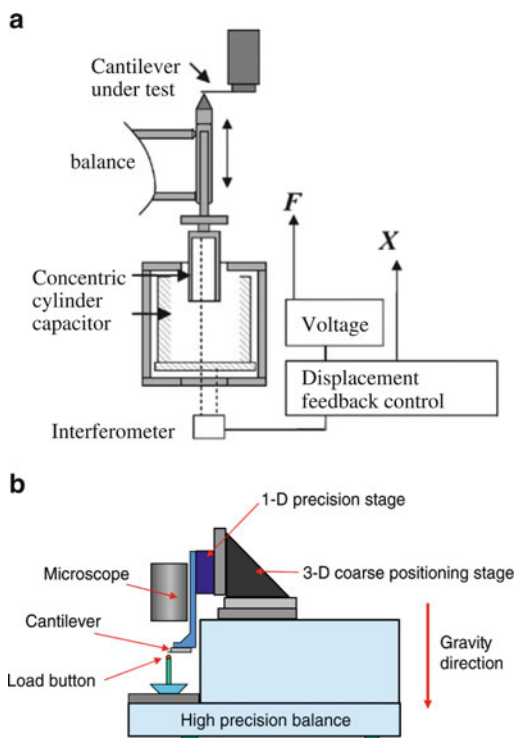 a
Cantilever
under test
balance
F
X
Concentric
cylinder
capacitor
Voltage
Displacement
feedback control
Interferometer
b
1-D precision stage
Microscope
3-D coarse positioning stage
Cantilever
Gravity
direction
Load button
High precision balance